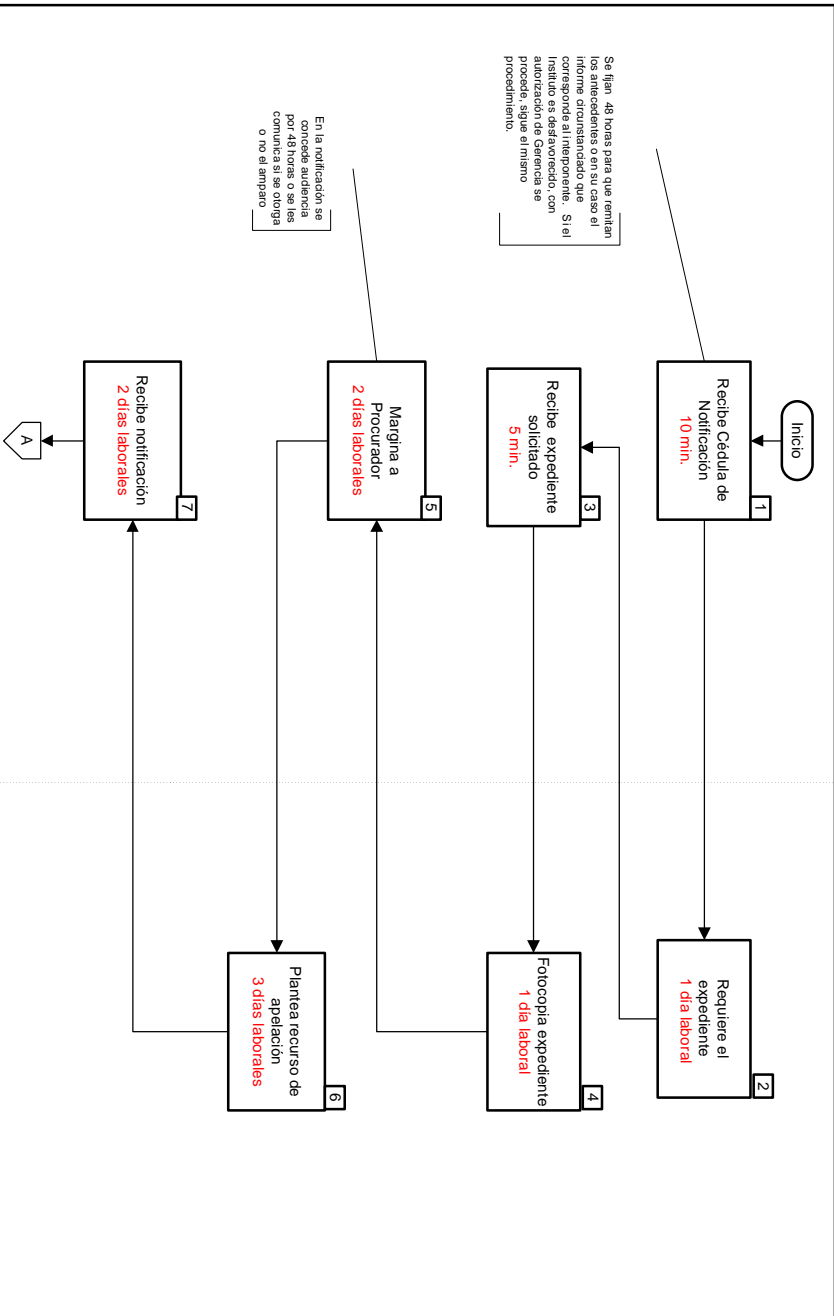 Inicio
1
Recibe Cédula de
Notificación
10 min.
Se fijan 48 horas para que remitan
los antecedentes o en su caso el
informe circunstanciado que
corresponde al interponente. Si el
Instituto es desfavorecido, con
autorización de Gerencia se
procede, sigue el mismo
procedimiento.
2
Requiere el
expediente
1 día laboral
3
Recibe expediente
solicitado
5 min.
4
Fotocopia expediente
1 día laboral
5
Margina a
Procurador
2 días laborales
En la notificación se
concede audiencia
por 48 horas o se les
comunica si se otorga
o no el amparo
6
Plantea recurso de
apelación
3 días laborales
7
Recibe notificación
2 días laborales
A